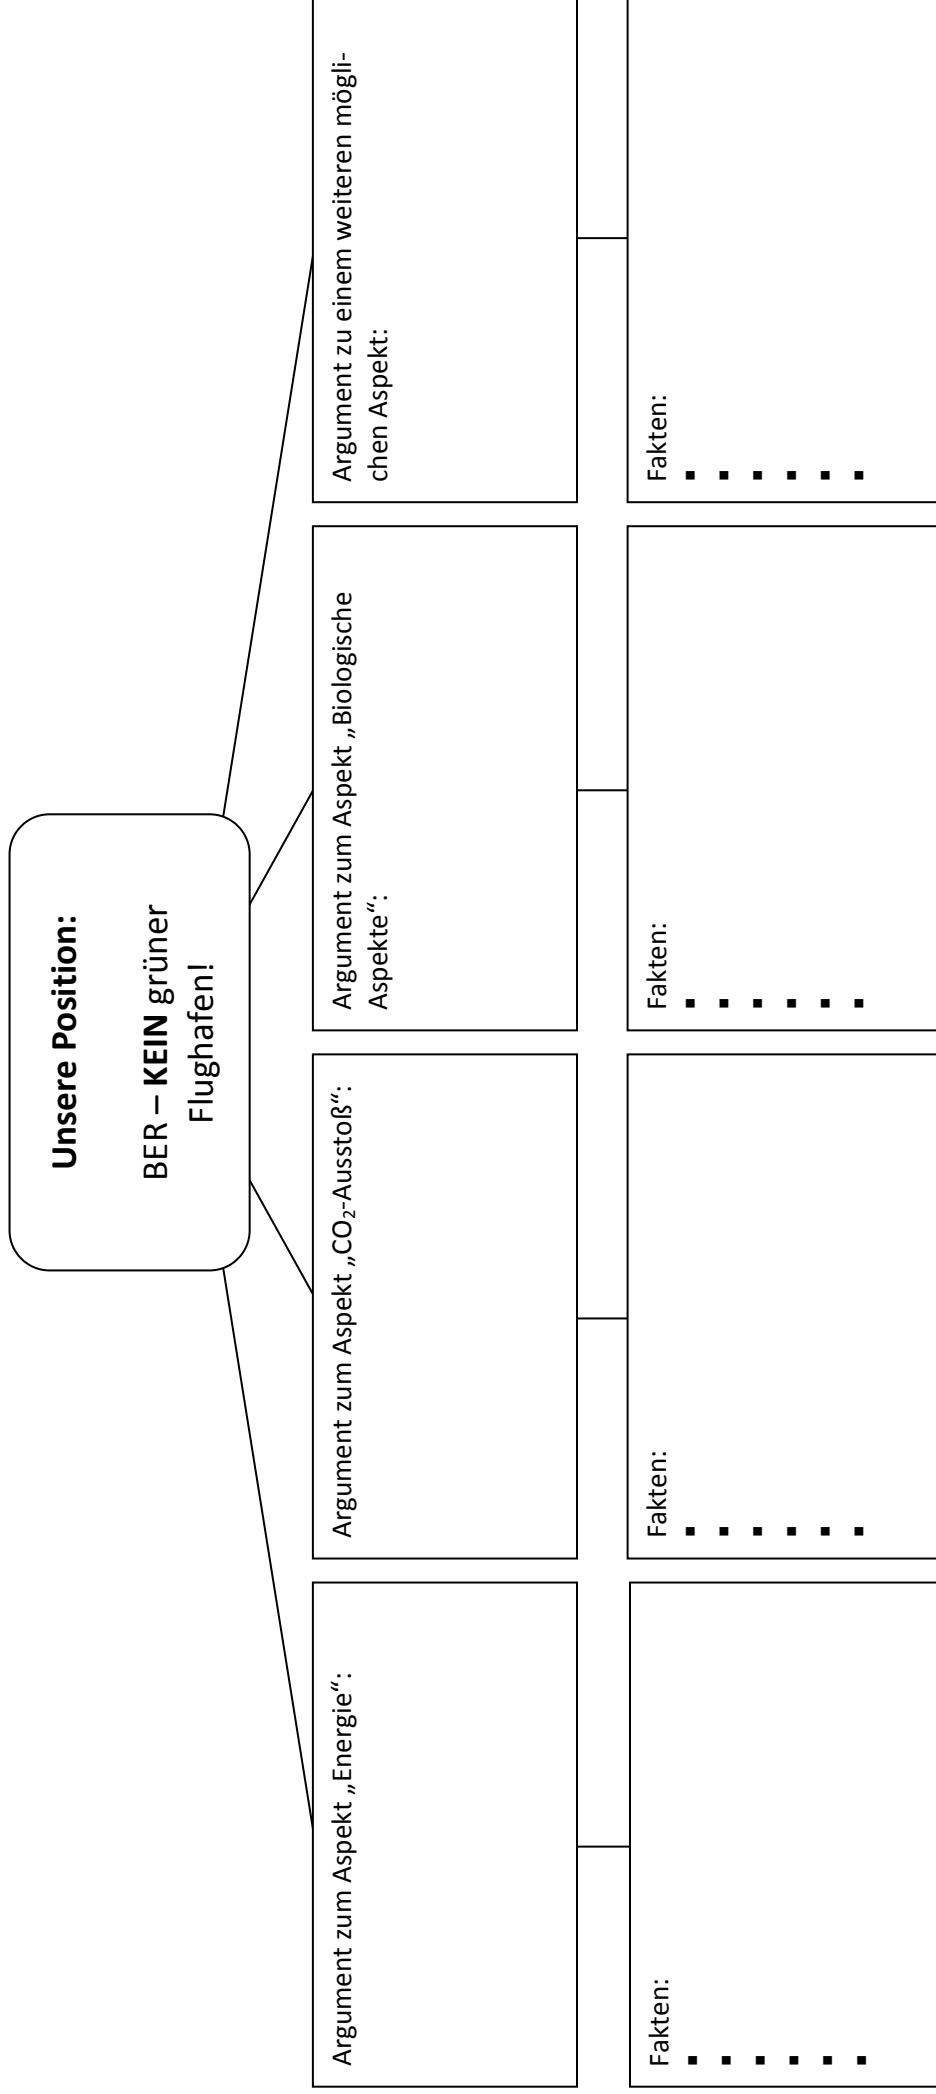 Unsere Position:
BER – KEIN grüner
Flughafen!
Argument zum Aspekt „Energie“:
Argument zum Aspekt „CO₂-Ausstoß“:
Argument zum Aspekt „Biologische
Aspekte“:
Argument zu einem weiteren mögli-
chen Aspekt:
Fakten:
▪
▪
▪
▪
▪
▪
Fakten:
▪
▪
▪
▪
▪
▪
Fakten:
▪
▪
▪
▪
▪
▪
Fakten:
▪
▪
▪
▪
▪
▪